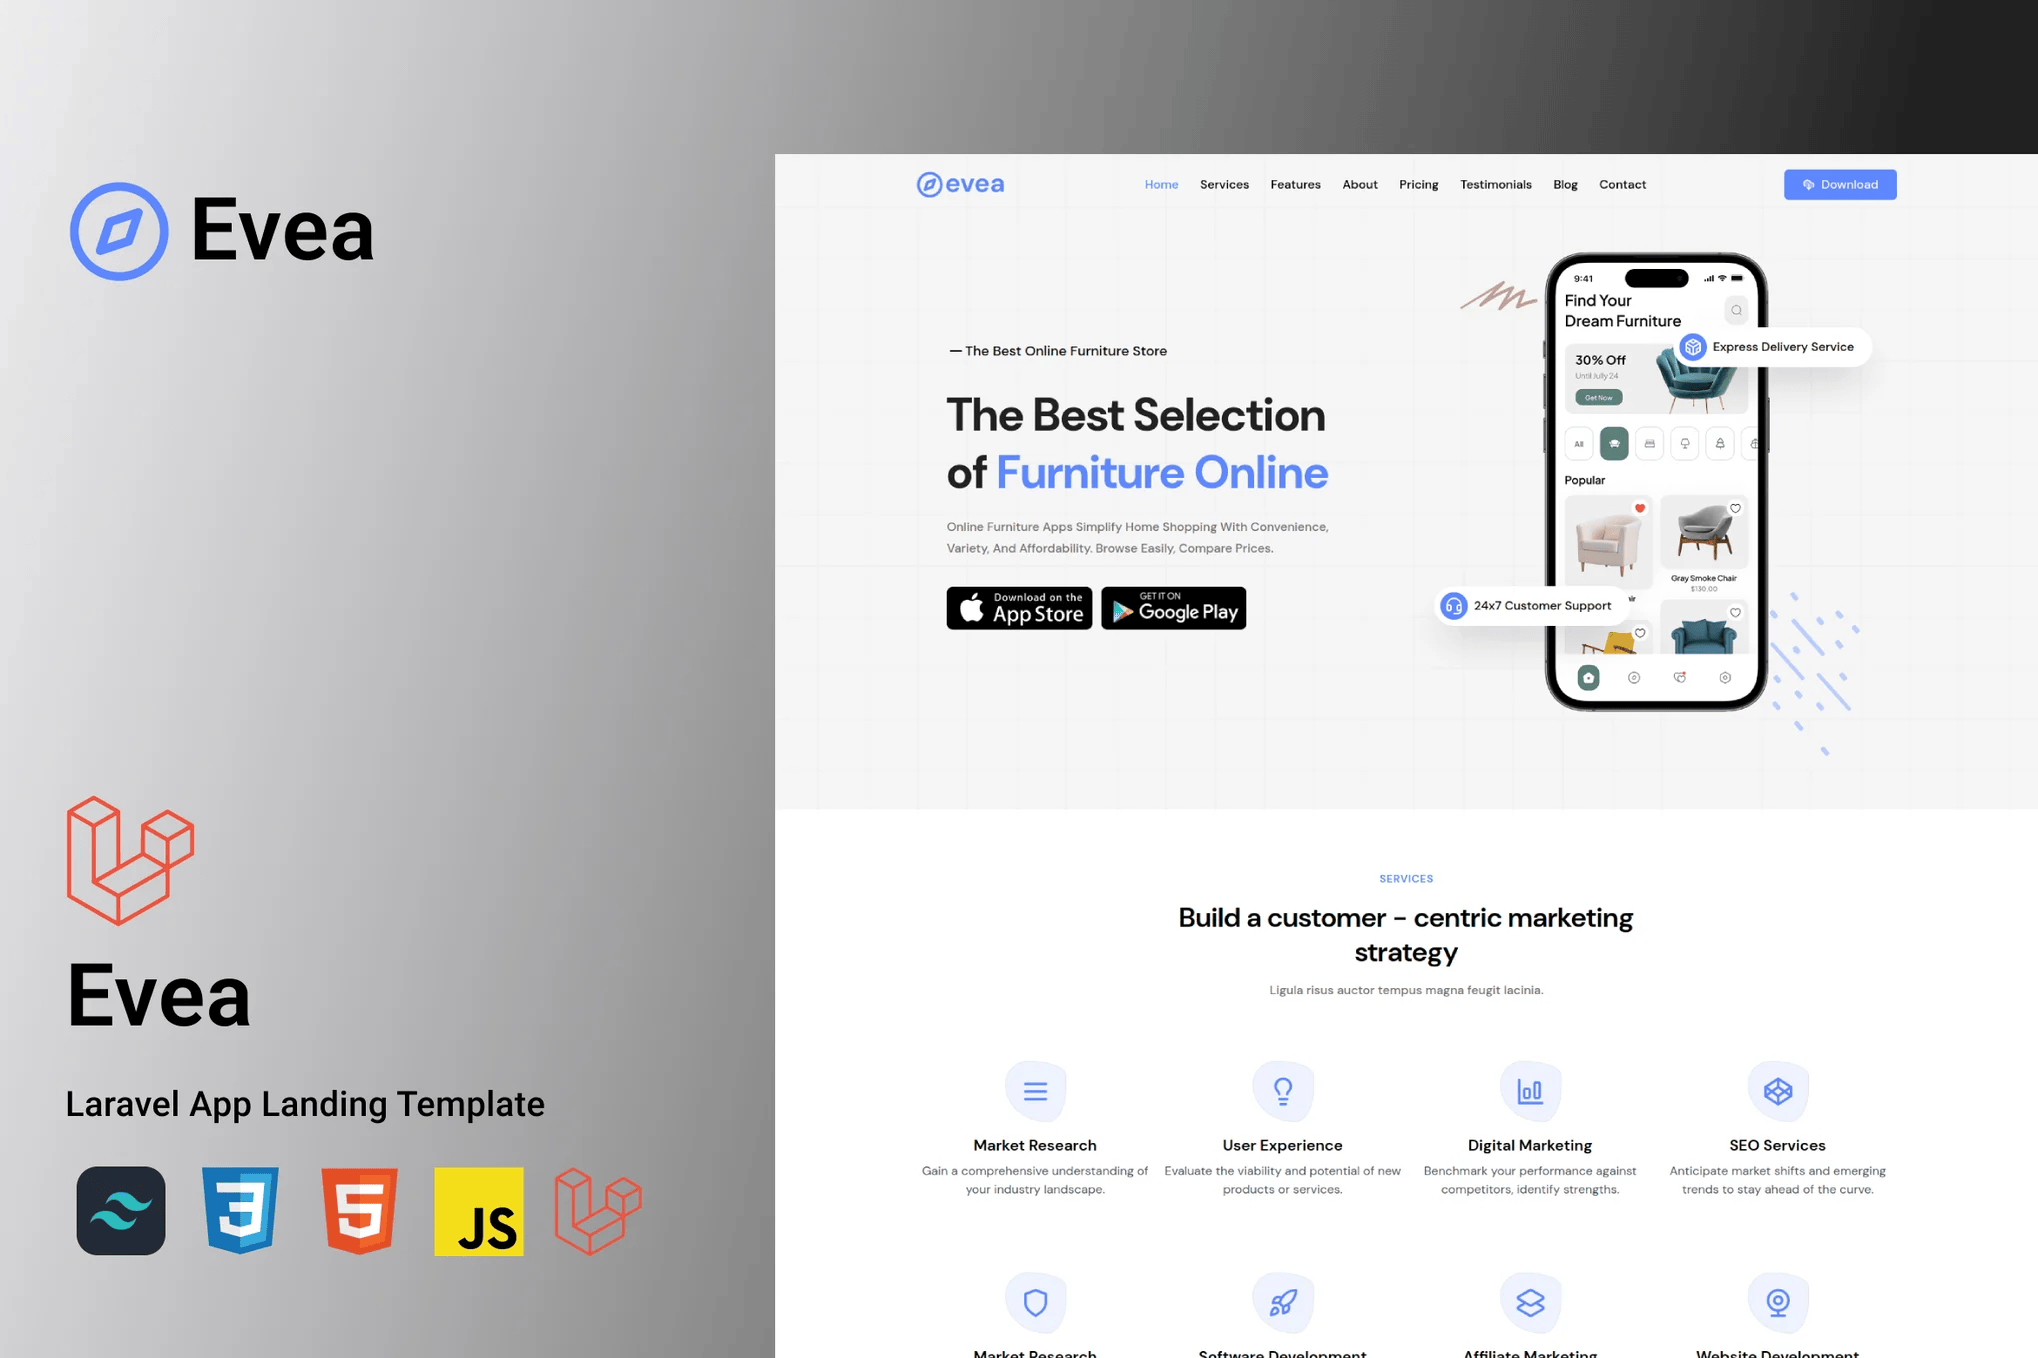 Evea
Evea
Laravel App Landing Template
3
5
JS
evea
Home Services Features About Pricing Testimonials Blog Contact
Download
— The Best Online Furniture Store
The Best Selection
of Furniture Online
Online Furniture Apps Simplify Home Shopping With Convenience,
Variety, And Affordability. Browse Easily, Compare Prices.
Download on the
App Store
GET IT ON
Google Play
9:41
Find Your
Dream Furniture
Express Delivery Service
30% Off
Until July 24
Get Now
All
Popular
Gray Smoke Chair
$130.00
24x7 Customer Support
SERVICES
Build a customer - centric marketing
strategy
Ligula risus auctor tempus magna feugit lacinia.
Market Research
Gain a comprehensive understanding of
your industry landscape.
User Experience
Evaluate the viability and potential of new
products or services.
Digital Marketing
Benchmark your performance against
competitors, identify strengths.
SEO Services
Anticipate market shifts and emerging
trends to stay ahead of the curve.
Market Research
Software Development
Affiliate Marketing
Website Development